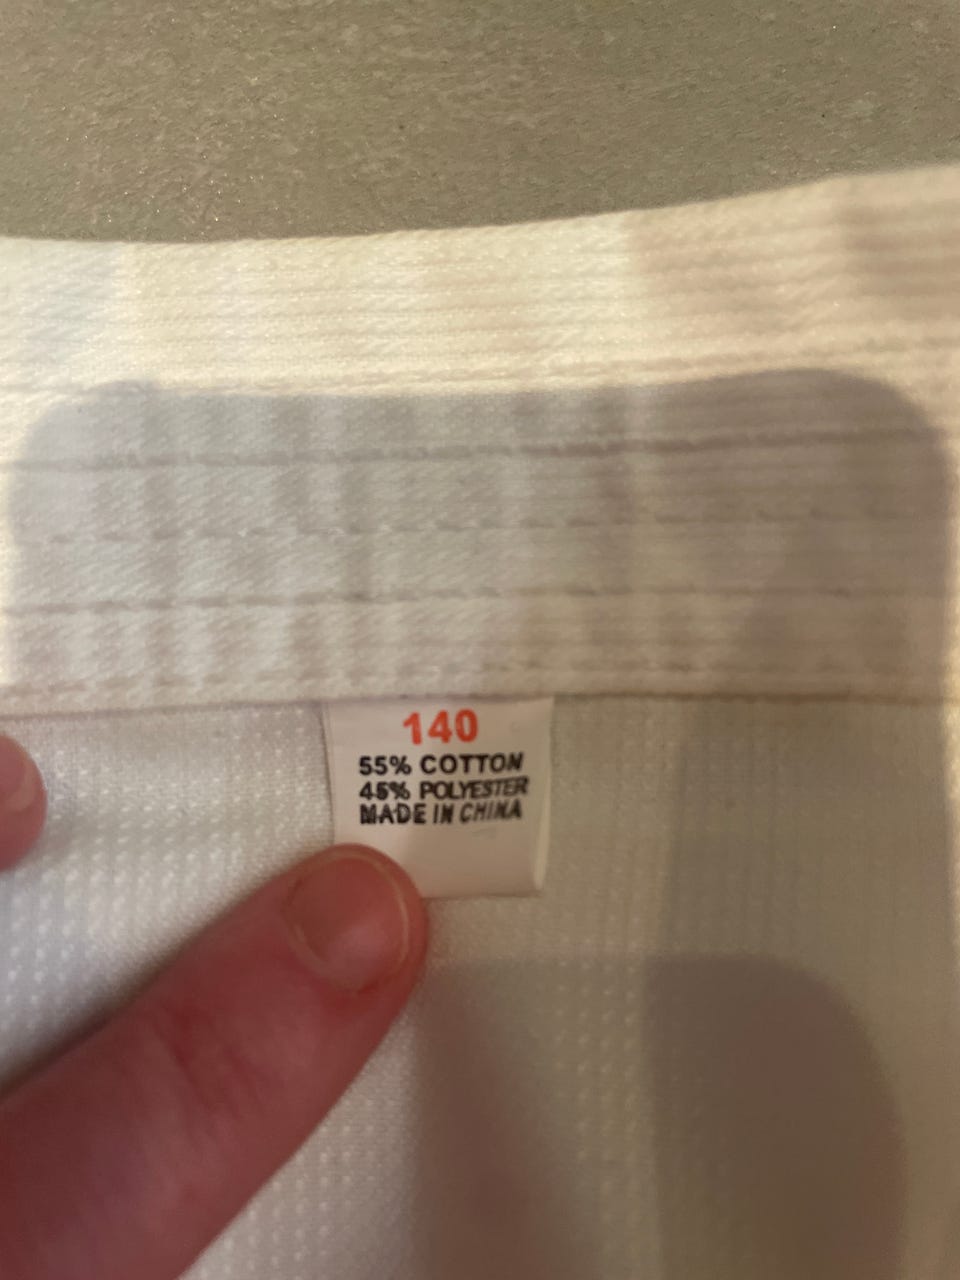 140
55% COTTON
45% POLYESTER
MADE IN CHINA